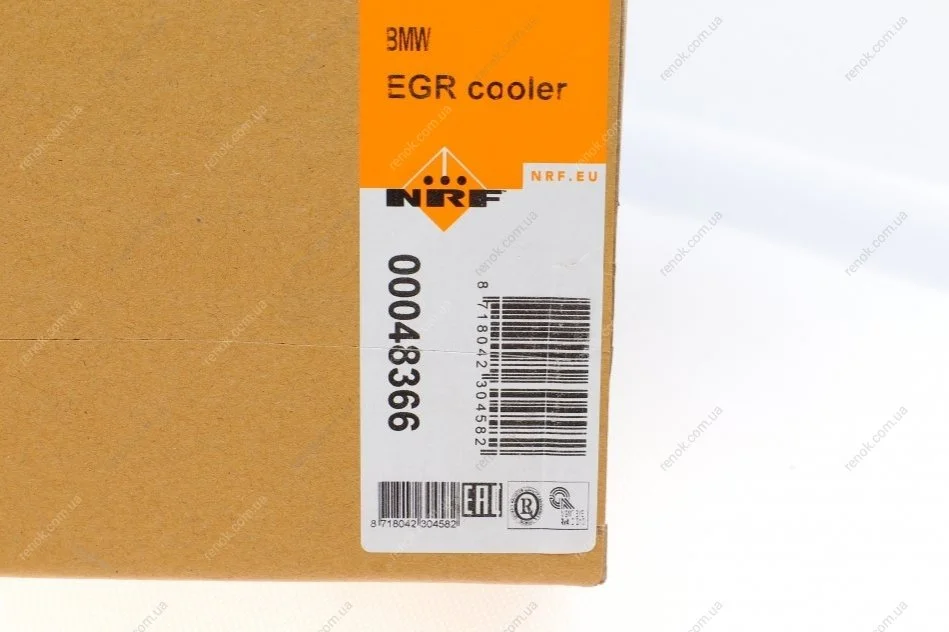 BMW
EGR cooler
NRF.EU
NRF
00048366
8 718042 304582
8 718042 304582
EAC
R
renok.com.ua